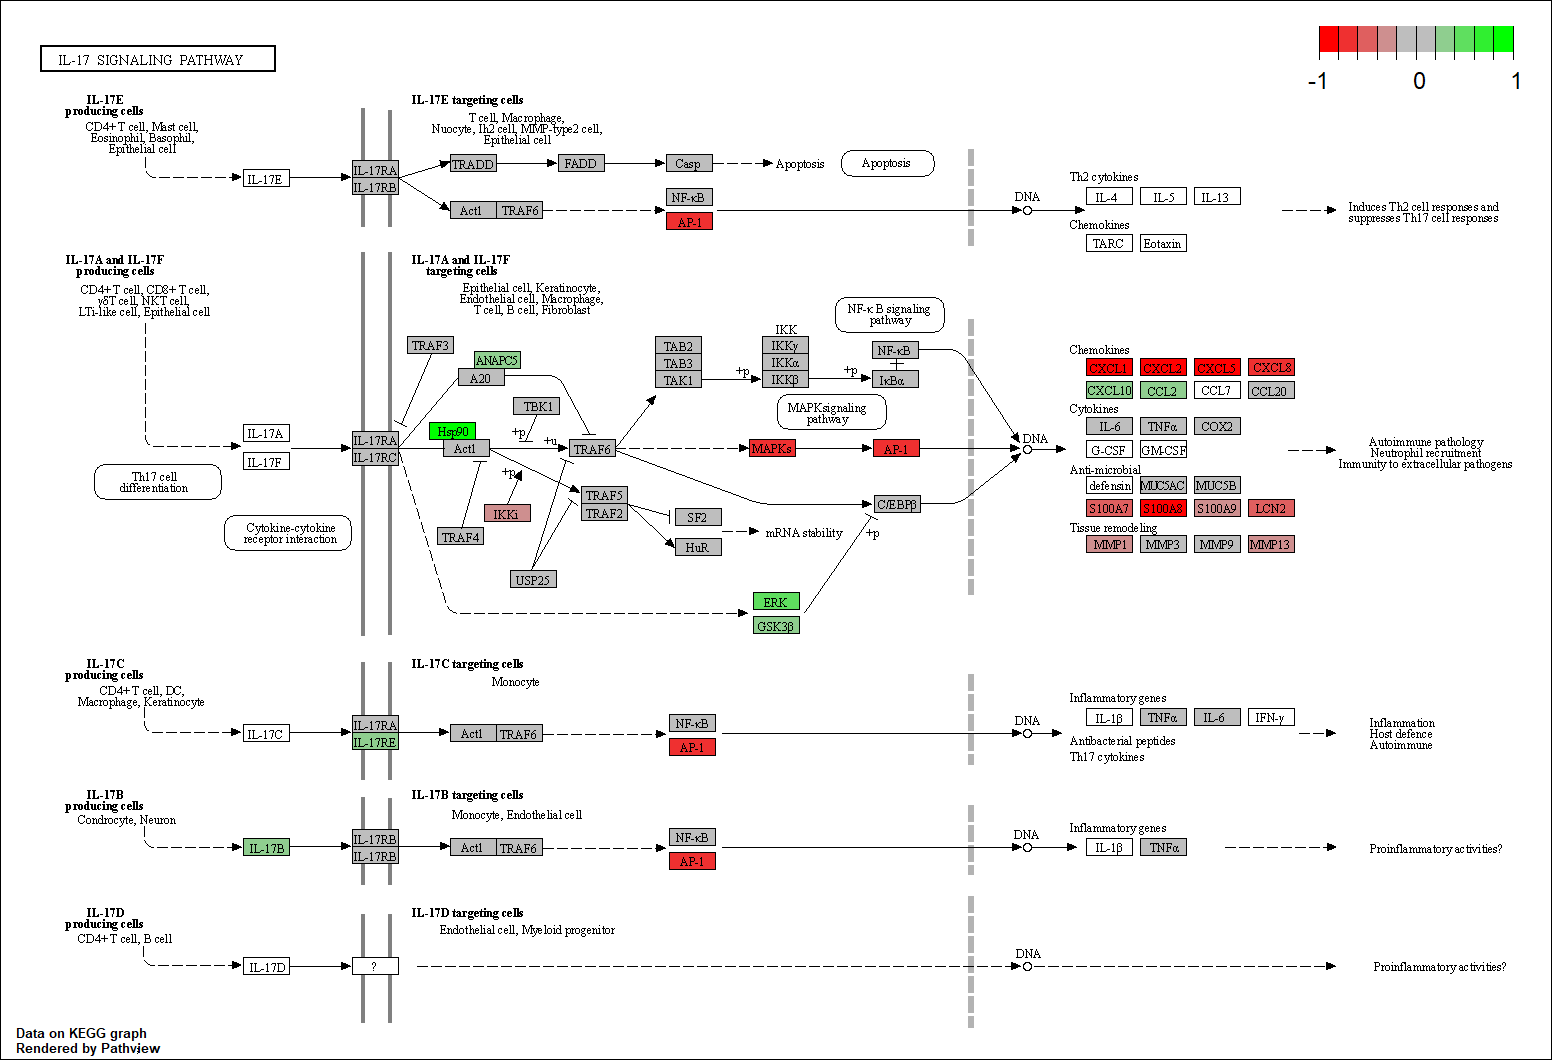 IL-17 SIGNALING PATHWAY
-1 0 1
IL-17E
producing cells
CD4+ T cell, Mast cell,
Eosinophil, Basophil,
Epithelial cell
IL-17E
IL-17RA
IL-17RB
IL-17E targeting cells
T cell, Macrophage,
Nuocyte, Ih2 cell, MMP-type2 cell,
Epithelial cell
TRADD
FADD
Casp
Apoptosis
Apoptosis
Act1 TRAF6
NF-κB
AP-1
DNA
Th2 cytokines
IL-4 IL-5 IL-13
Chemokines
TARC Eotaxin
Induces Th2 cell responses and
suppresses Th17 cell responses
IL-17A and IL-17F
producing cells
CD4+ T cell, CD8+ T cell,
γδT cell, NKT cell,
LTi-like cell, Epithelial cell
IL-17A
IL-17F
Th17 cell
differentiation
Cytokine-cytokine
receptor interaction
IL-17RA
IL-17RC
IL-17A and IL-17F
targeting cells
Epithelial cell, Keratinocyte,
Endothelial cell, Macrophage,
T cell, B cell, Fibroblast
TRAF3
ANAPC5
A20
TBK1
Hsp90
Act1
+p
+u
TRAF6
+p
IKKi
TRAF4
USP25
TRAF5
TRAF2
SF2
HuR
mRNA stability
TAB2
TAB3
TAK1
+p
IKK
IKKγ
IKKα
IKKβ
+p
NF-κB
IκBα
NF-κ B signaling
pathway
MAPK signaling
pathway
MAPKs
AP-1
C/EBPβ
+p
ERK
GSK3β
DNA
Chemokines
CXCL1 CXCL2 CXCL5 CXCL8
CXCL10 CCL2 CCL7 CCL20
Cytokines
IL-6 TNFα COX2
G-CSF GM-CSF
Anti-microbial
defensin MUC5AC MUC5B
S100A7 S100A8 S100A9 LCN2
Tissue remodeling
MMP1 MMP3 MMP9 MMP13
Autoimmune pathology
Neutrophil recruitment
Immunity to extracellular pathogens
IL-17C
producing cells
CD4+ T cell, DC,
Macrophage, Keratinocyte
IL-17C
IL-17RA
IL-17RE
IL-17C targeting cells
Monocyte
Act1 TRAF6
NF-κB
AP-1
DNA
Inflammatory genes
IL-1β TNFα IL-6 IFN-γ
Antibacterial peptides
Th17 cytokines
Inflammation
Host defence
Autoimmune
IL-17B
producing cells
Condrocyte, Neuron
IL-17B
IL-17RB
IL-17RB
IL-17B targeting cells
Monocyte, Endothelial cell
Act1 TRAF6
NF-κB
AP-1
DNA
Inflammatory genes
IL-1β TNFα
Proinflammatory activities?
IL-17D
producing cells
CD4+ T cell, B cell
IL-17D
?
IL-17D targeting cells
Endothelial cell, Myeloid progenitor
DNA
Proinflammatory activities?
Data on KEGG graph
Rendered by Pathview